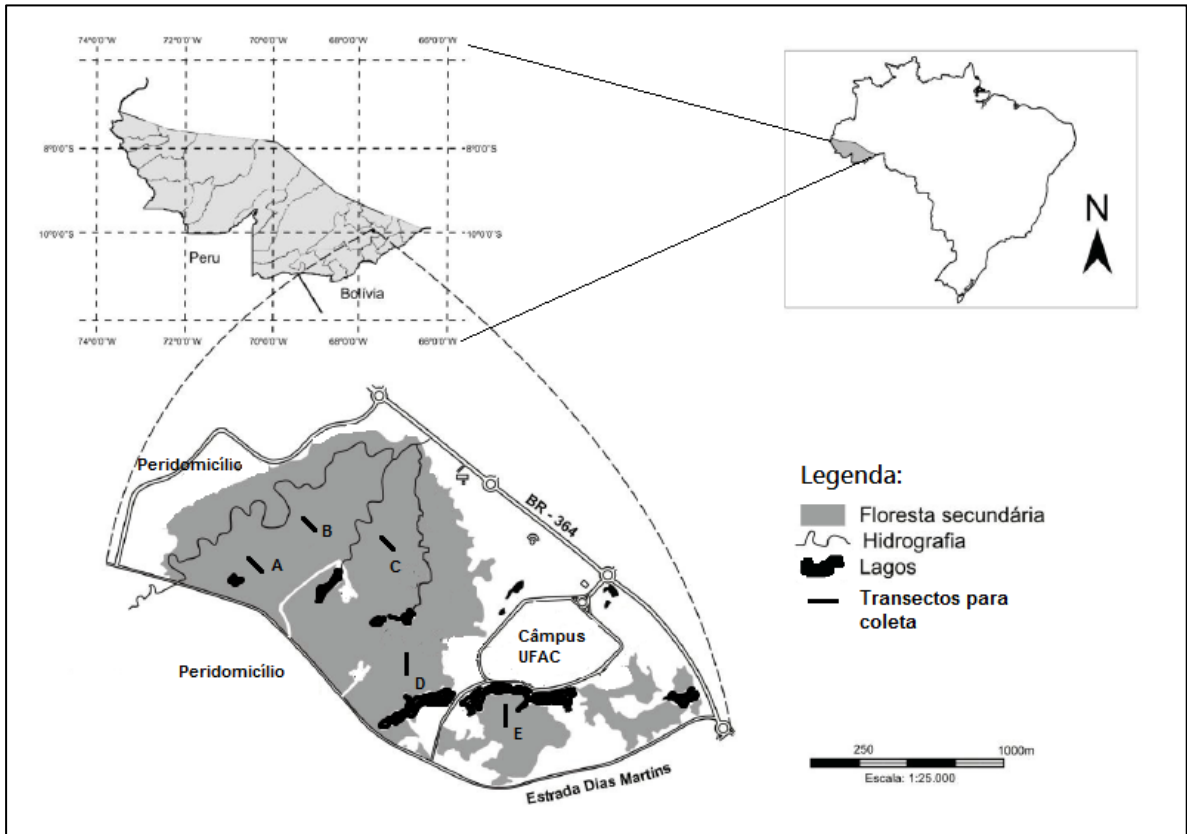 74°0'0"W 72°0'0"W 70°0'0"W 68°0'0"W 66°0'0"W
8°0'0"S 8°0'0"S
10°0'0"S 10°0'0"S
Peru
Bolívia
74°0'0"W 72°0'0"W 70°0'0"W 68°0'0"W 66°0'0"W
N
Peridomicílio
BR - 364
B
A
C
Câmpus
UFAC
Peridomicílio
D
E
Estrada Dias Martins
Legenda:
Floresta secundária
Hidrografia
Lagos
Transectos para
coleta
250 1000m
Escala: 1:25.000